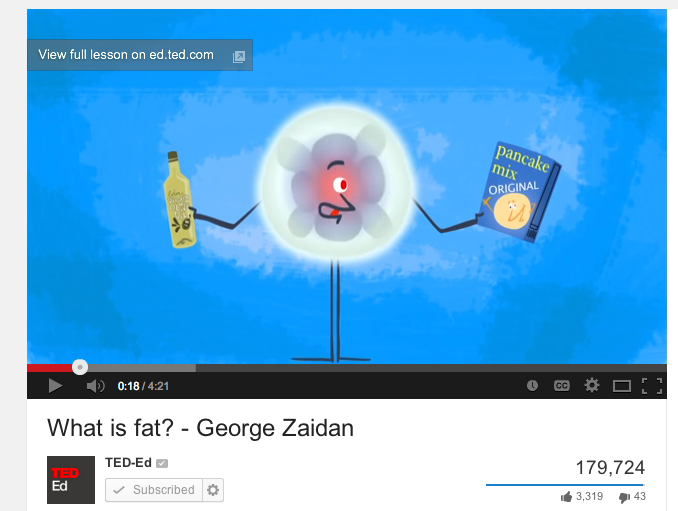 View full lesson on ed.ted.com
pancake
mix
ORIGINAL
0:18 / 4:21
CC
What is fat? - George Zaidan
TED
Ed
TED-Ed
Subscribed
179,724
3,319
43